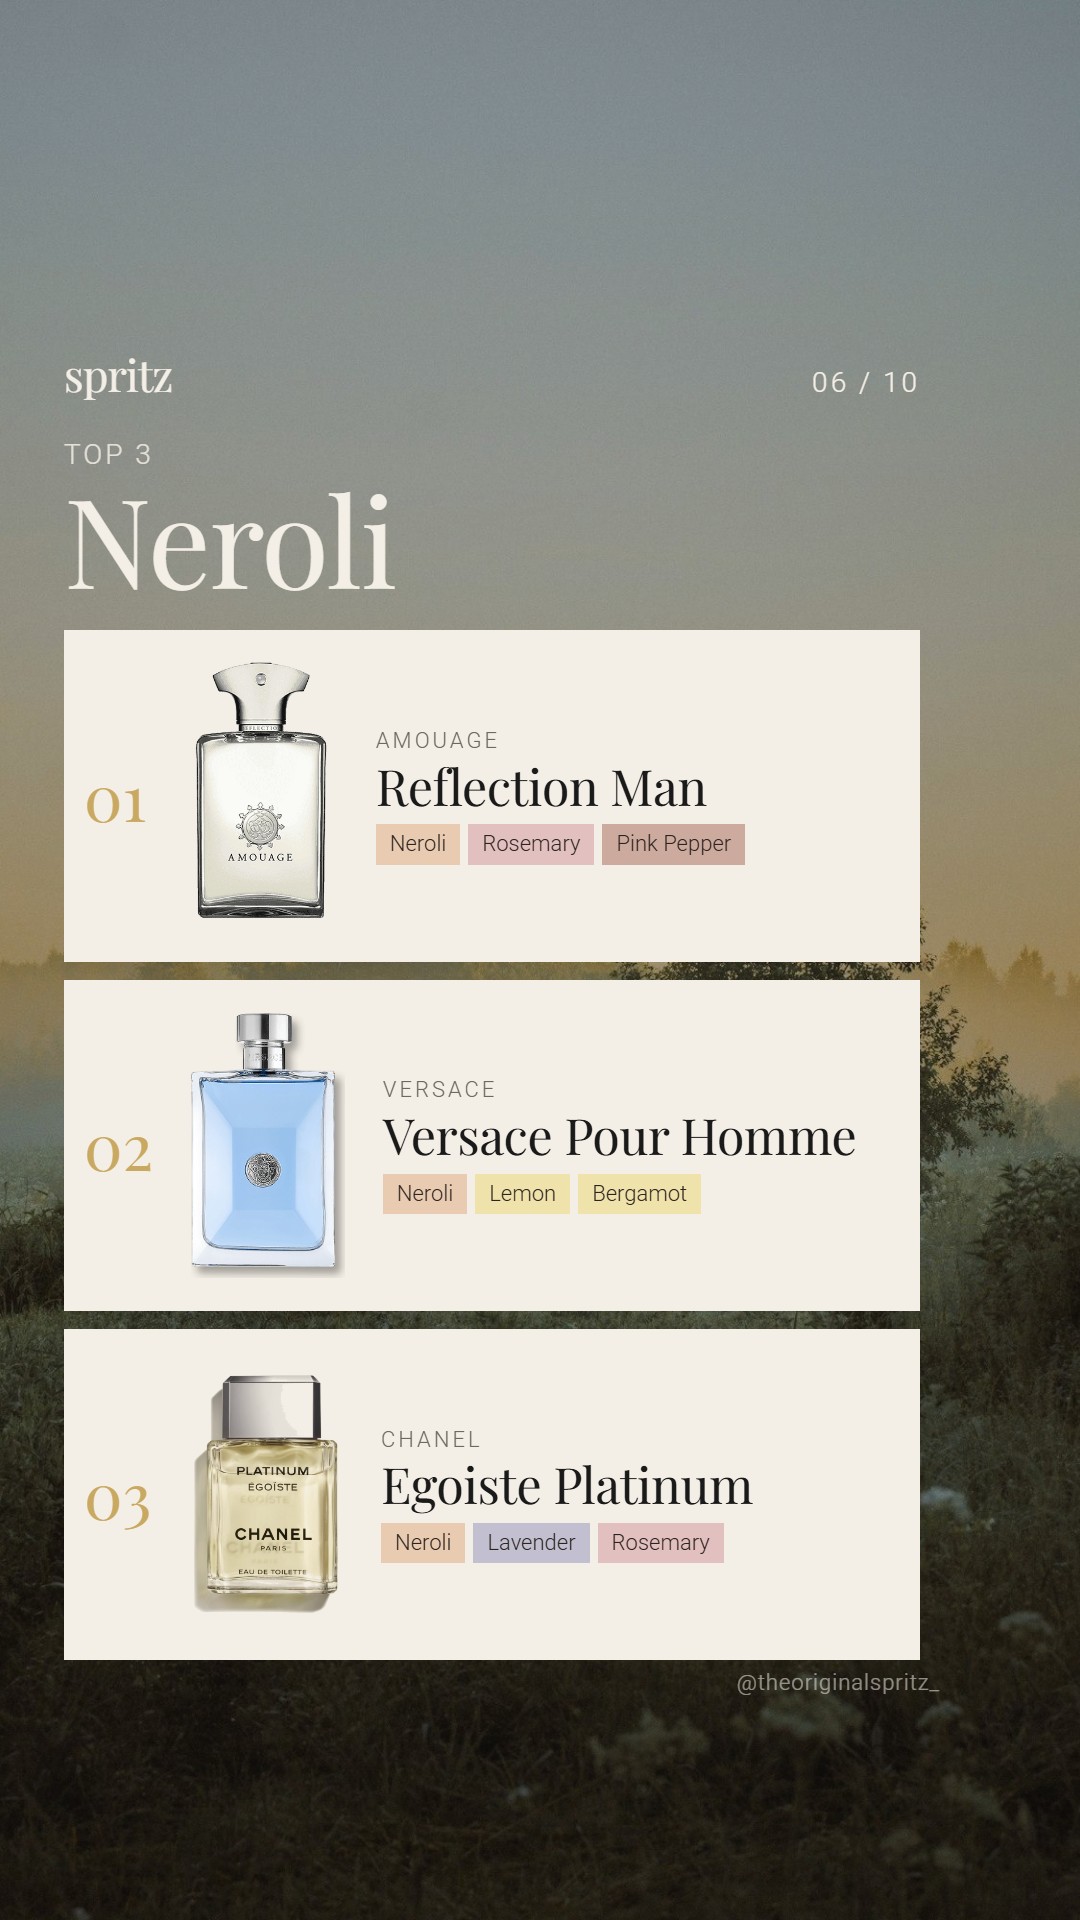 spritz
06 / 10
TOP 3
Neroli
01
AMOUAGE
AMOUAGE
Reflection Man
Neroli Rosemary Pink Pepper
02
VERSACE
Versace Pour Homme
Neroli Lemon Bergamot
03
PLATINUM
EGOÏSTE
CHANEL
PARIS
EAU DE TOILETTE
CHANEL
Egoiste Platinum
Neroli Lavender Rosemary
@theoriginalspritz_